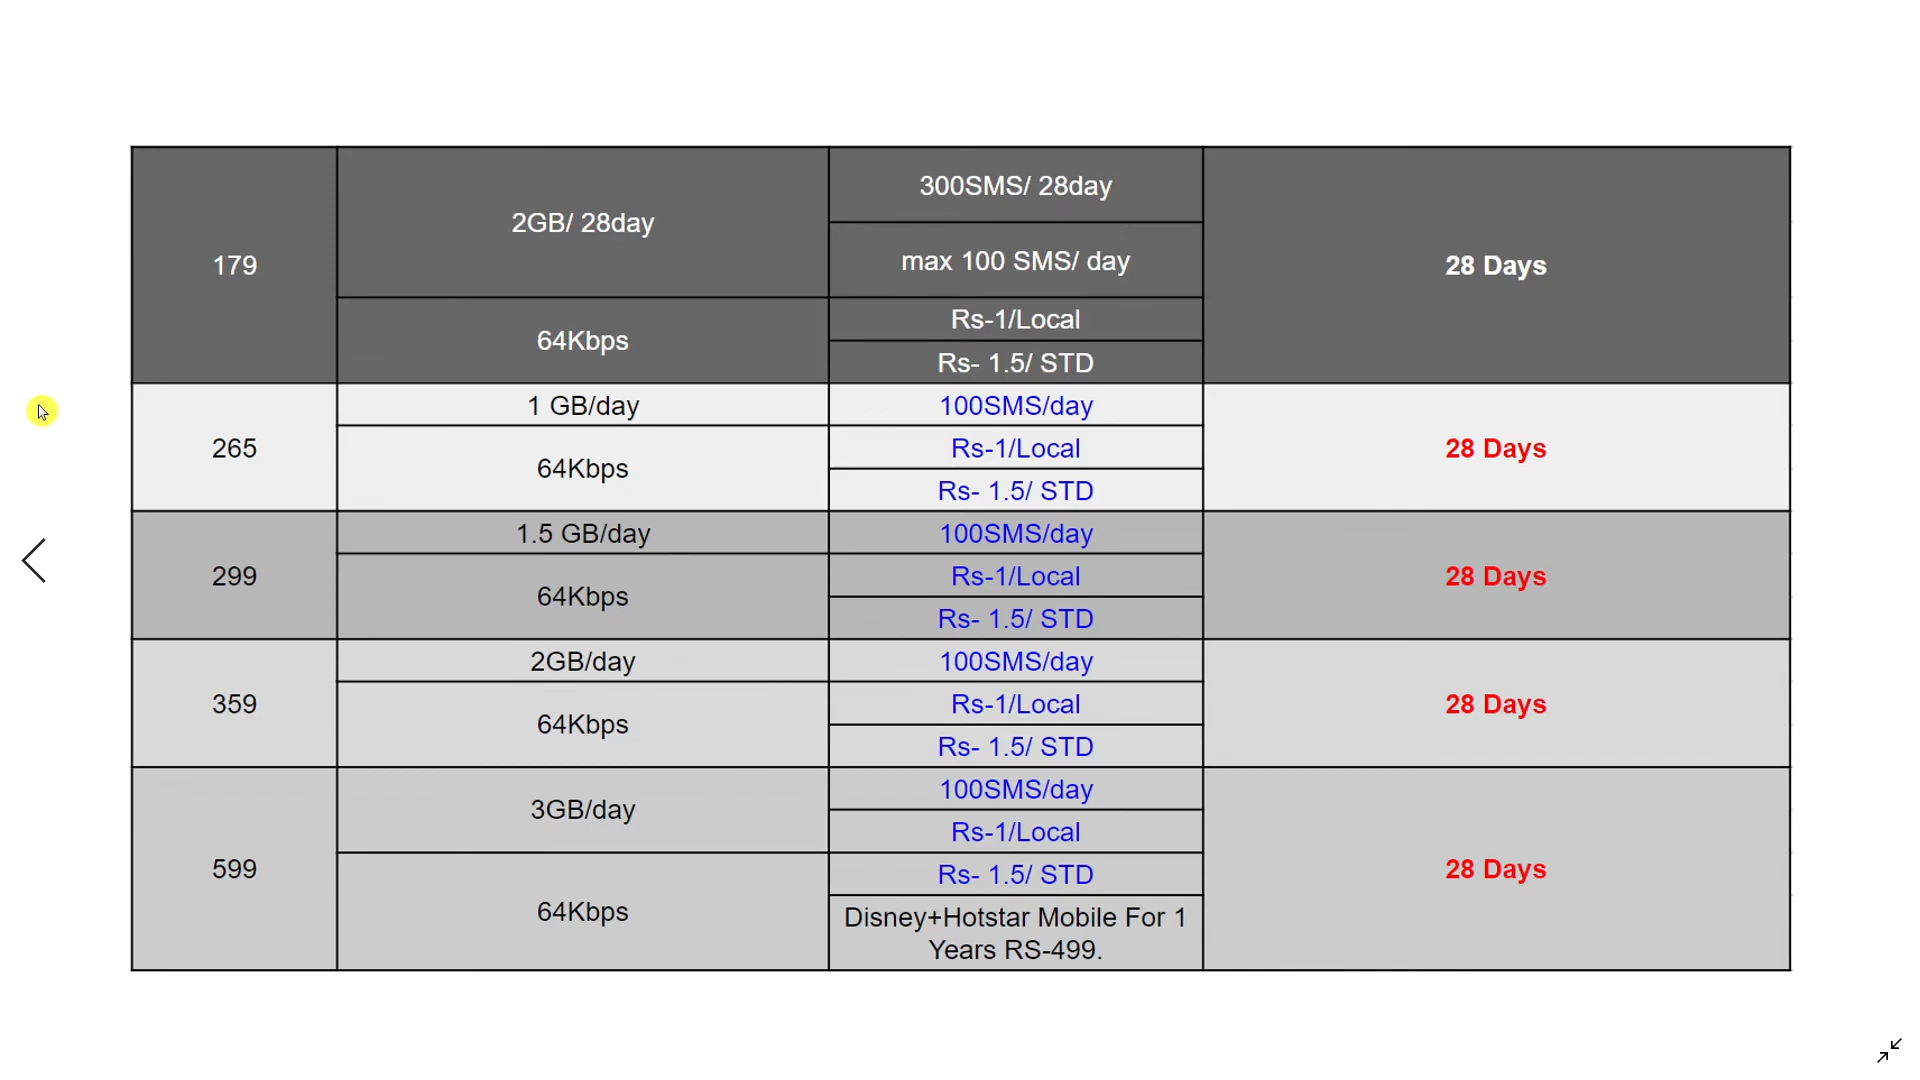 179
2GB/ 28day
300SMS/ 28day
max 100 SMS/ day
64Kbps
Rs-1/Local
Rs- 1.5/ STD
28 Days
265
1 GB/day
100SMS/day
64Kbps
Rs-1/Local
Rs- 1.5/ STD
28 Days
299
1.5 GB/day
100SMS/day
64Kbps
Rs-1/Local
Rs- 1.5/ STD
28 Days
359
2GB/day
100SMS/day
64Kbps
Rs-1/Local
Rs- 1.5/ STD
28 Days
599
3GB/day
100SMS/day
Rs-1/Local
64Kbps
Rs- 1.5/ STD
Disney+Hotstar Mobile For 1
Years RS-499.
28 Days